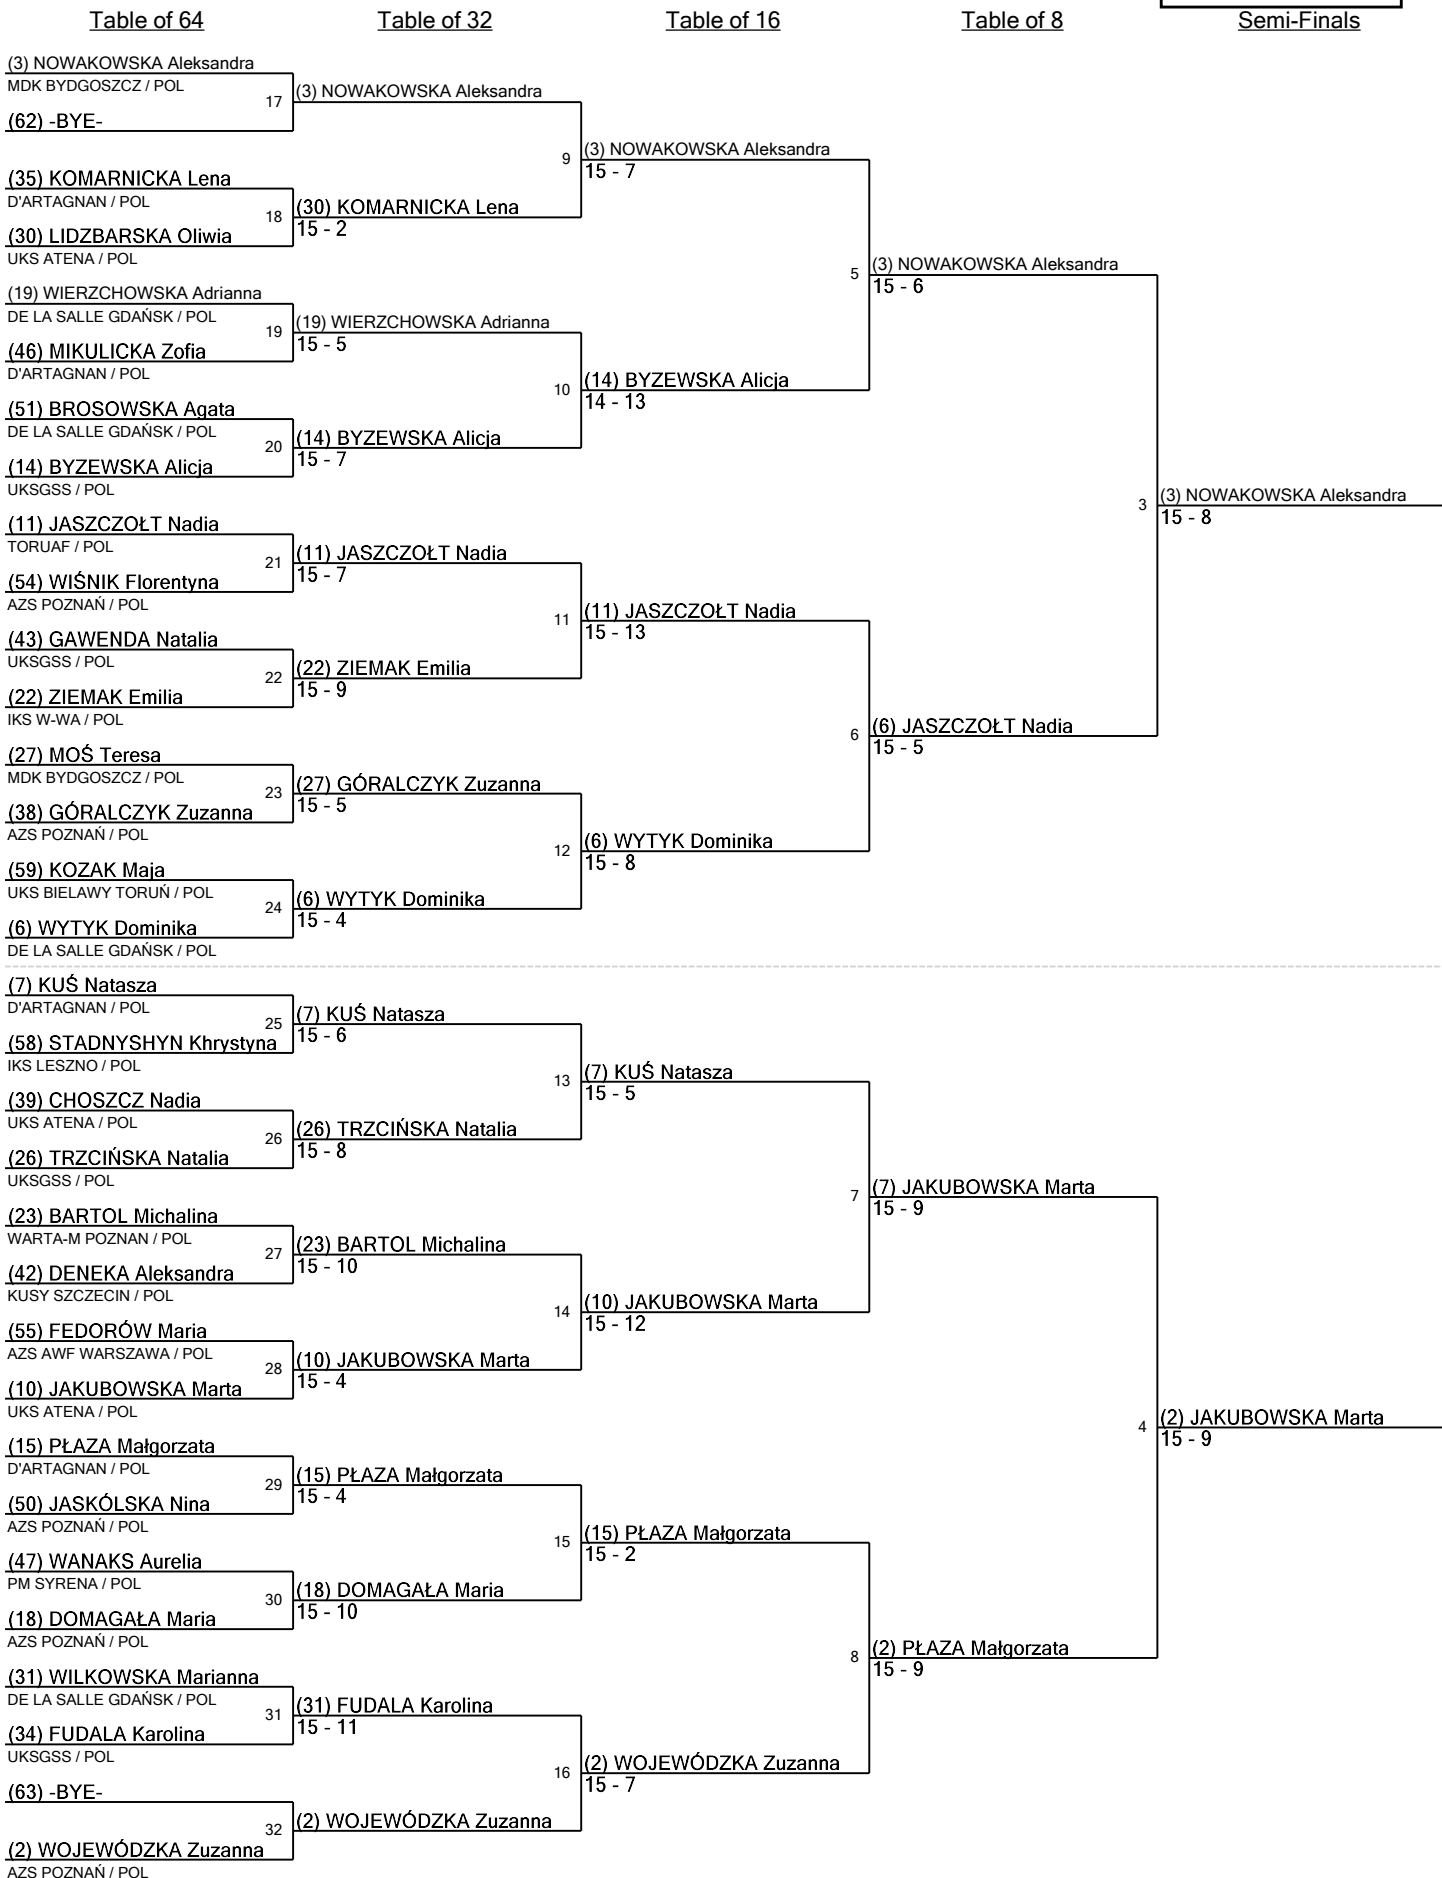 Table of 64
Table of 32
Table of 16
Table of 8
Semi-Finals
(3) NOWAKOWSKA Aleksandra
MDK BYDGOSZCZ / POL
17
(3) NOWAKOWSKA Aleksandra
(62) -BYE-
9
(3) NOWAKOWSKA Aleksandra
15 - 7
(35) KOMARNICKA Lena
D'ARTAGNAN / POL
18
(30) KOMARNICKA Lena
15 - 2
(30) LIDZBARSKA Oliwia
UKS ATENA / POL
5
(3) NOWAKOWSKA Aleksandra
15 - 6
(19) WIERZCHOWSKA Adrianna
DE LA SALLE GDAŃSK / POL
19
(19) WIERZCHOWSKA Adrianna
15 - 5
(46) MIKULICKA Zofia
D'ARTAGNAN / POL
10
(14) BYZEWSKA Alicja
14 - 13
(51) BROSOWSKA Agata
DE LA SALLE GDAŃSK / POL
20
(14) BYZEWSKA Alicja
15 - 7
(14) BYZEWSKA Alicja
UKSGSS / POL
3
(3) NOWAKOWSKA Aleksandra
15 - 8
(11) JASZCZOŁT Nadia
TORUAF / POL
21
(11) JASZCZOŁT Nadia
15 - 7
(54) WIŚNIK Florentyna
AZS POZNAŃ / POL
11
(11) JASZCZOŁT Nadia
15 - 13
(43) GAWENDA Natalia
UKSGSS / POL
22
(22) ZIEMAK Emilia
15 - 9
(22) ZIEMAK Emilia
IKS W-WA / POL
6
(6) JASZCZOŁT Nadia
15 - 5
(27) MOŚ Teresa
MDK BYDGOSZCZ / POL
23
(27) GÓRALCZYK Zuzanna
15 - 5
(38) GÓRALCZYK Zuzanna
AZS POZNAŃ / POL
12
(6) WYTYK Dominika
15 - 8
(59) KOZAK Maja
UKS BIELAWY TORUŃ / POL
24
(6) WYTYK Dominika
15 - 4
(6) WYTYK Dominika
DE LA SALLE GDAŃSK / POL
(7) KUŚ Natasza
D'ARTAGNAN / POL
25
(7) KUŚ Natasza
15 - 6
(58) STADNYSHYN Khrystyna
IKS LESZNO / POL
13
(7) KUŚ Natasza
15 - 5
(39) CHOSZCZ Nadia
UKS ATENA / POL
26
(26) TRZCIŃSKA Natalia
15 - 8
(26) TRZCIŃSKA Natalia
UKSGSS / POL
7
(7) JAKUBOWSKA Marta
15 - 9
(23) BARTOL Michalina
WARTA-M POZNAN / POL
27
(23) BARTOL Michalina
15 - 10
(42) DENEKA Aleksandra
KUSY SZCZECIN / POL
14
(10) JAKUBOWSKA Marta
15 - 12
(55) FEDORÓW Maria
AZS AWF WARSZAWA / POL
28
(10) JAKUBOWSKA Marta
15 - 4
(10) JAKUBOWSKA Marta
UKS ATENA / POL
4
(2) JAKUBOWSKA Marta
15 - 9
(15) PŁAZA Małgorzata
D'ARTAGNAN / POL
29
(15) PŁAZA Małgorzata
15 - 4
(50) JASKÓLSKA Nina
AZS POZNAŃ / POL
15
(15) PŁAZA Małgorzata
15 - 2
(47) WANAKS Aurelia
PM SYRENA / POL
30
(18) DOMAGAŁA Maria
15 - 10
(18) DOMAGAŁA Maria
AZS POZNAŃ / POL
8
(2) PŁAZA Małgorzata
15 - 9
(31) WILKOWSKA Marianna
DE LA SALLE GDAŃSK / POL
31
(31) FUDALA Karolina
15 - 11
(34) FUDALA Karolina
UKSGSS / POL
16
(2) WOJEWÓDZKA Zuzanna
15 - 7
(63) -BYE-
32
(2) WOJEWÓDZKA Zuzanna
(2) WOJEWÓDZKA Zuzanna
AZS POZNAŃ / POL